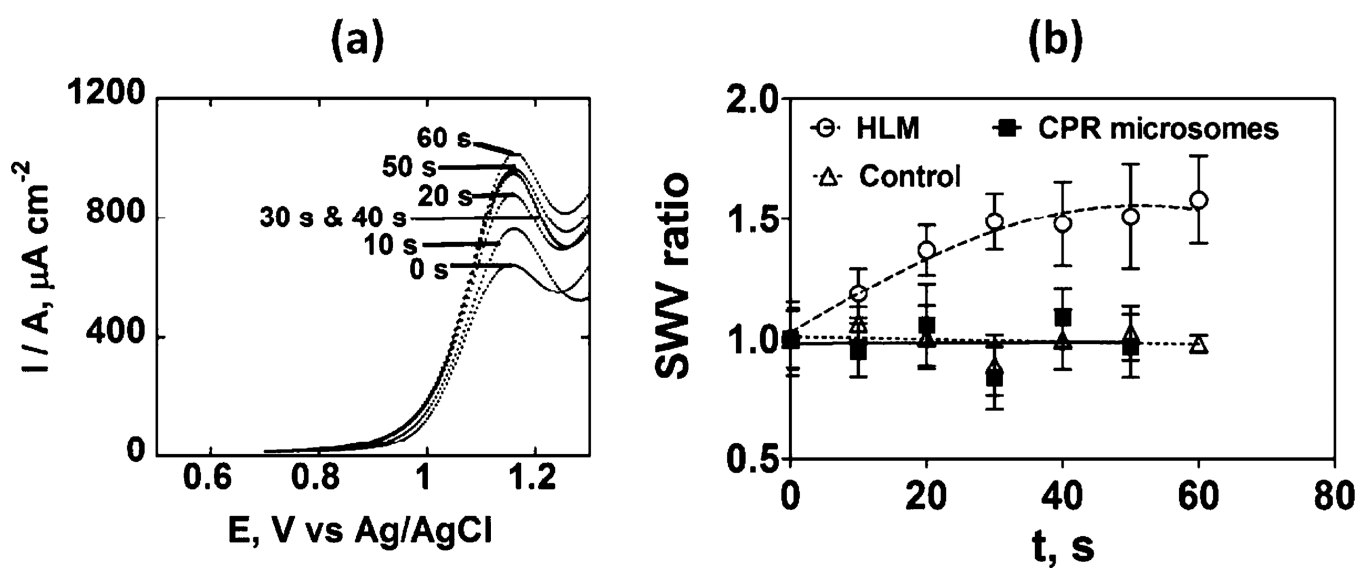 (a)
1200
800
400
0
I / A, μA cm-2
60 s
50 s
20 s
30 s & 40 s
10 s
0 s
0.6 0.8 1 1.2
E, V vs Ag/AgCl
(b)
2.0
1.5
1.0
0.5
SWV ratio
HLM CPR microsomes
Control
0 20 40 60 80
t, s